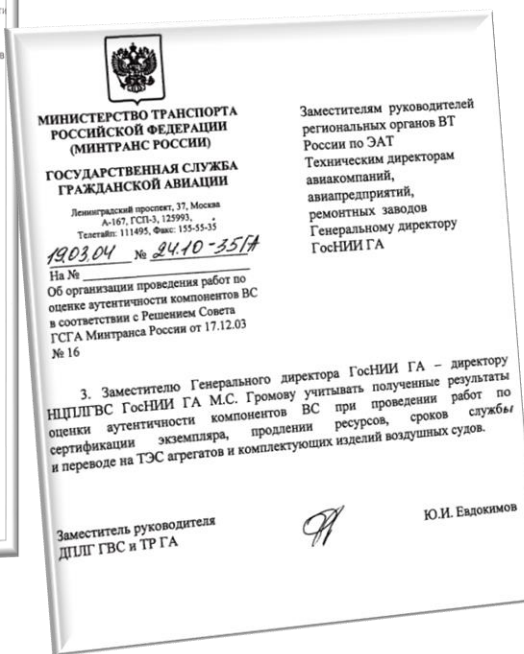 МИНИСТЕРСТВО ТРАНСПОРТА
РОССИЙСКОЙ ФЕДЕРАЦИИ
(МИНТРАНС РОССИИ)
ГОСУДАРСТВЕННАЯ СЛУЖБА
ГРАЖДАНСКОЙ АВИАЦИИ
Ленинградский проспект, 37, Москва
А-167, ГСП-3, 125993,
Телетайп: 111495, Факс: 155-55-35
19.03.04 № 24.10-35ГА
На №
Об организации проведения работ по
оценке аутентичности компонентов ВС
в соответствии с Решением Совета
ГСГА Минтранса России от 17.12.03
№ 16
Заместителям руководителей
региональных органов ВТ
России по ЭАТ
Техническим директорам
авиакомпаний,
авиапредприятий,
ремонтных заводов
Генеральному директору
ГосНИИ ГА
3. Заместителю Генерального директора ГосНИИ ГА – директору
НЦПЛГВС ГосНИИ ГА М.С. Громову учитывать полученные результаты
оценки аутентичности компонентов ВС при проведении работ по
сертификации экземпляра, продлении ресурсов, сроков службы
и переводе на ТЭС агрегатов и комплектующих изделий воздушных судов.
Заместитель руководителя
ДПЛГ ГВС и ТР ГА
Ю.И. Евдокимов